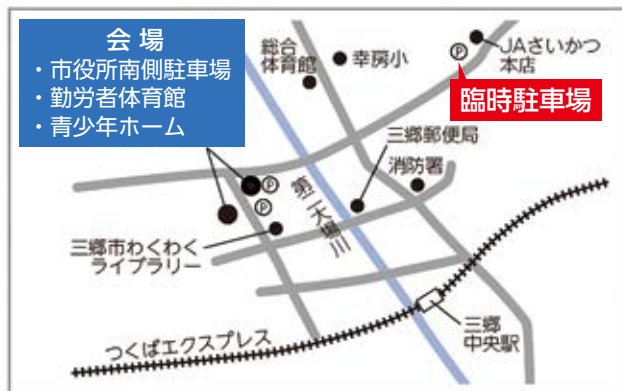 会場
・市役所南側駐車場
・勤労者体育館
・青少年ホーム
総合
体育館
幸房小
P
JAさいかつ
本店
臨時駐車場
三郷郵便局
消防署
P
P
第二大場川
三郷市わくわく
ライブラリー
つくばエクスプレス
三郷
中央駅